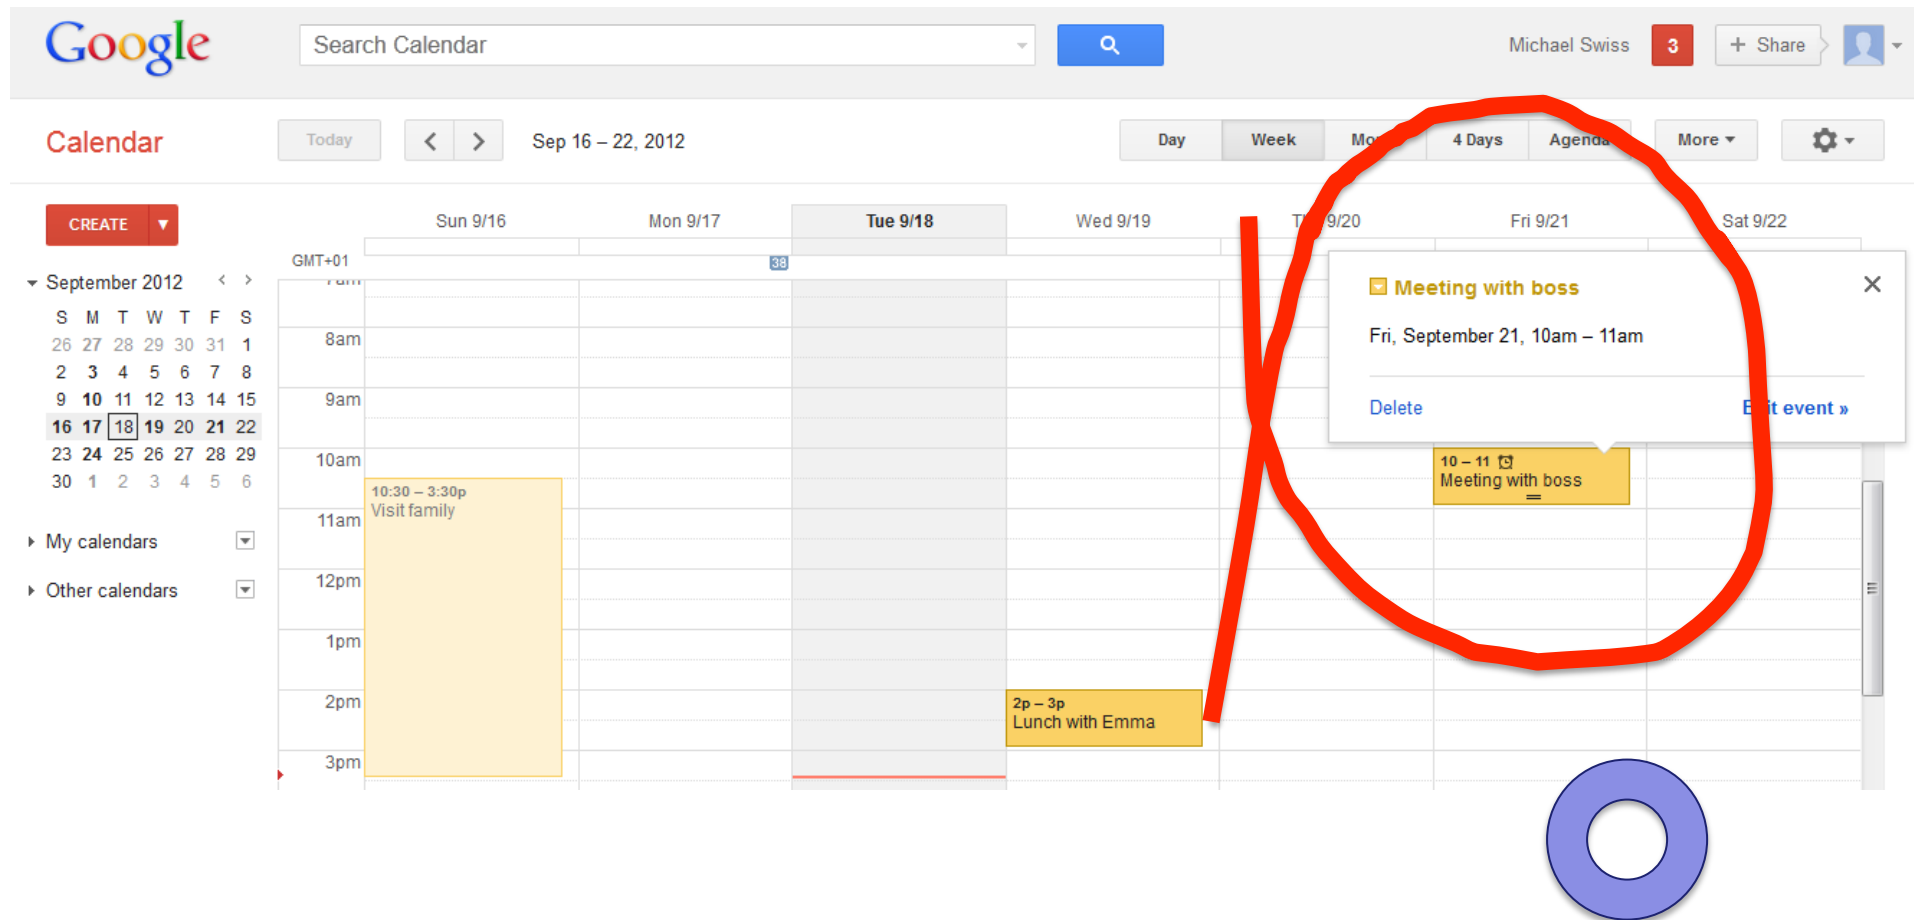 Google
Search Calendar
Michael Swiss
3
+ Share
Calendar
Today
Sep 16 – 22, 2012
Day
Week
4 Days
Agenda
More
CREATE
Sun 9/16
Mon 9/17
Tue 9/18
Wed 9/19
9/20
Fri 9/21
Sat 9/22
GMT+01
38
September 2012
S M T W T F S
26 27 28 29 30 31 1
2 3 4 5 6 7 8
9 10 11 12 13 14 15
16 17 18 19 20 21 22
23 24 25 26 27 28 29
30 1 2 3 4 5 6
My calendars
Other calendars
8am
9am
10am
11am
12pm
1pm
2pm
3pm
10:30 – 3:30p
Visit family
2p – 3p
Lunch with Emma
Meeting with boss
Fri, September 21, 10am – 11am
Delete
Edit event »
10 – 11
Meeting with boss